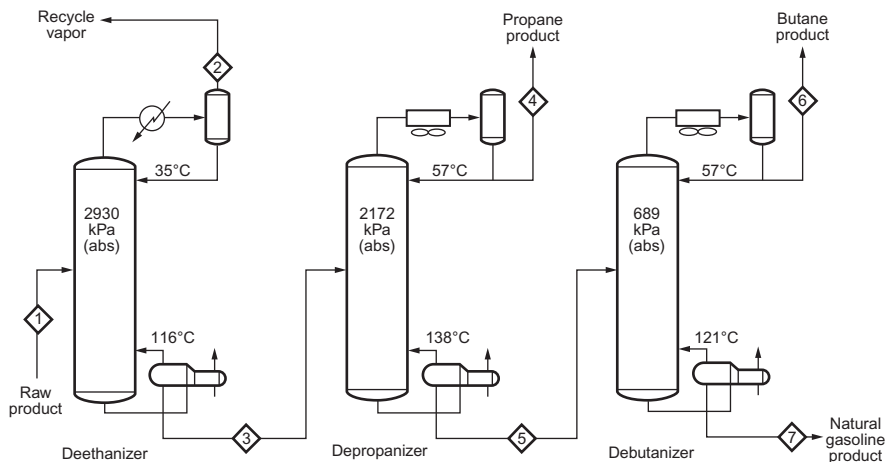 Recycle
vapor
2
Propane
product
4
Butane
product
6
35°C
57°C
57°C
2930
kPa
(abs)
2172
kPa
(abs)
689
kPa
(abs)
1
116°C
138°C
121°C
Raw
product
3
5
7
Natural
gasoline
product
Deethanizer
Depropanizer
Debutanizer